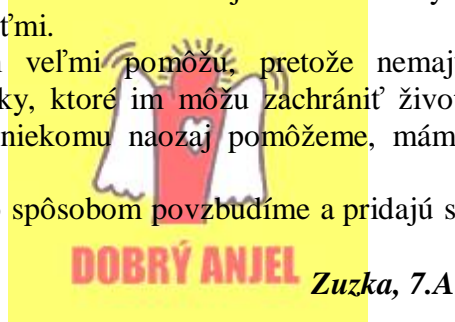 ťmi.
veľmi pomôžu, pretože nemaj
ky, ktoré im môžu zachrániť živo
niekomu naozaj pomôžeme, mám
spôsobom povzbudíme a pridajú s
DOBRÝ ANJEL
Zuzka, 7.A